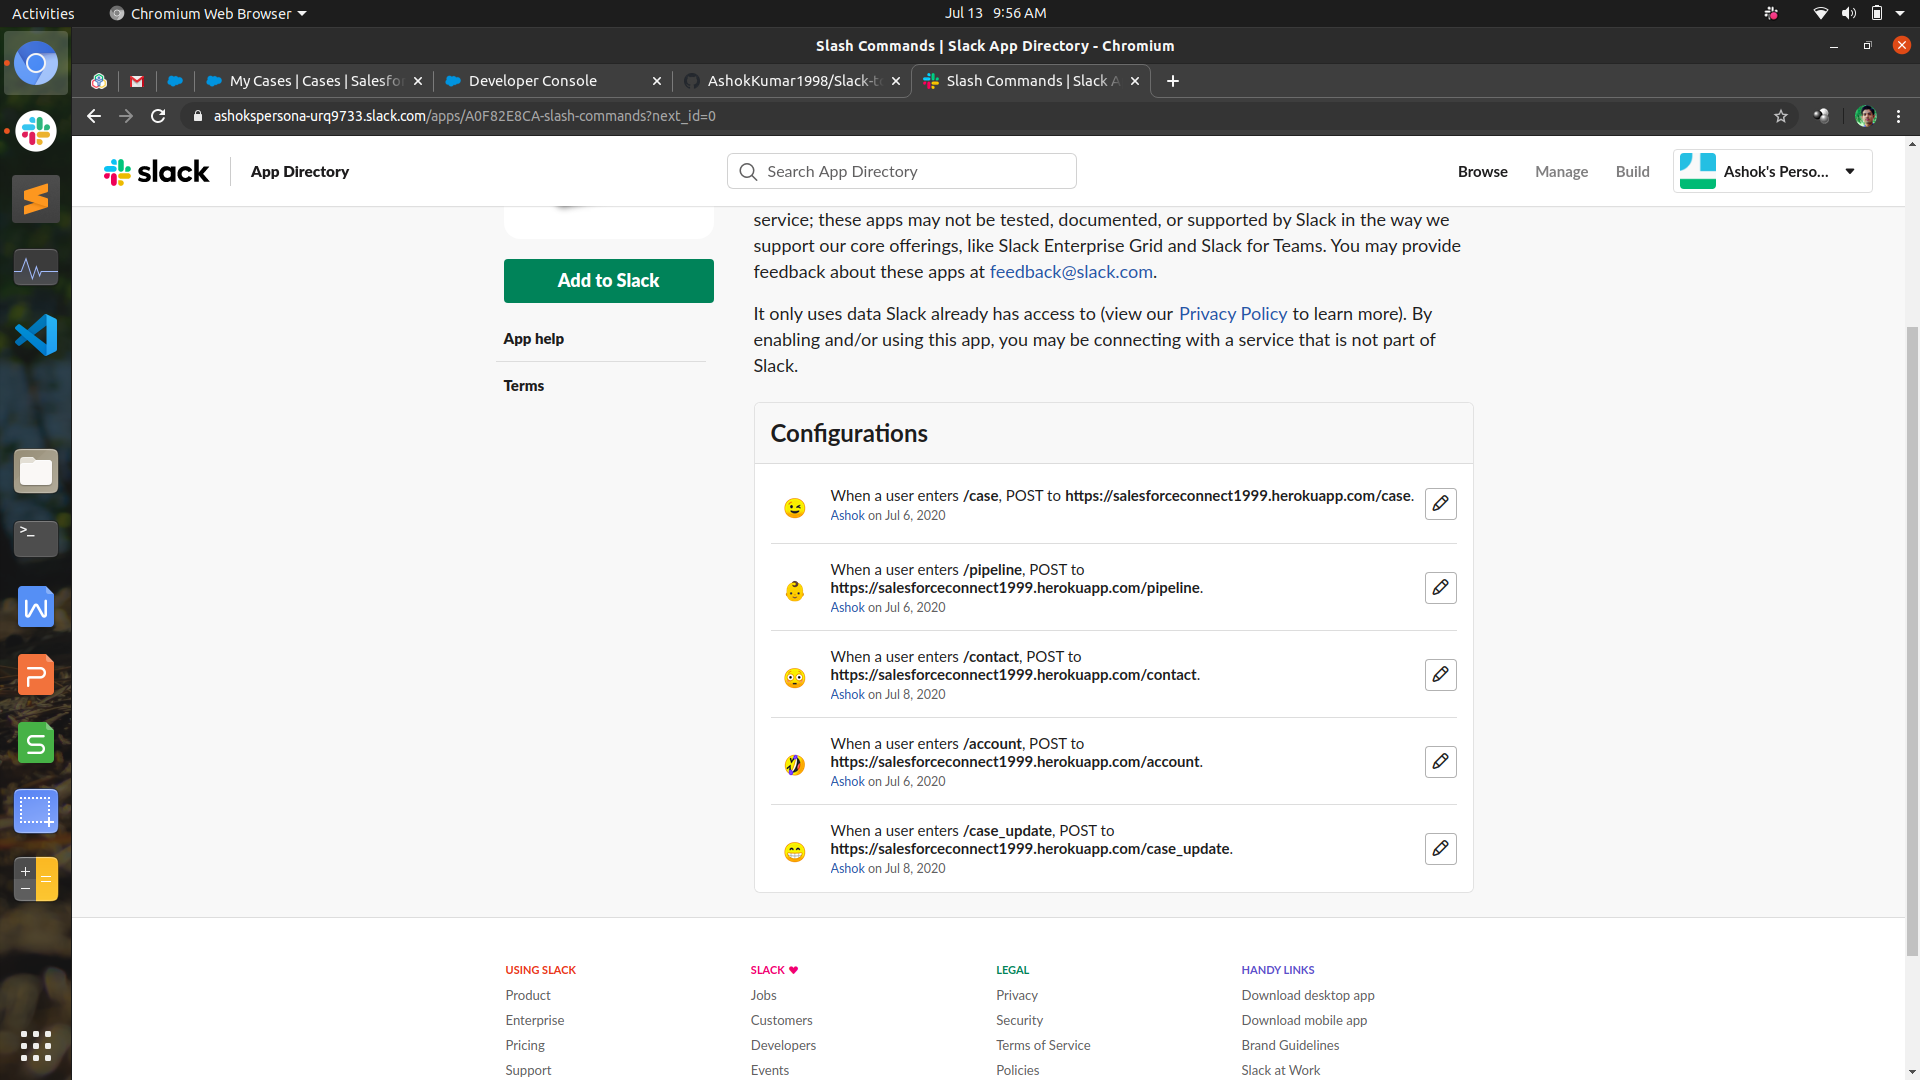 Activities
Chromium Web Browser
Jul 13 9:56 AM
Slash Commands | Slack App Directory - Chromium
My Cases | Cases | Salesfo
Developer Console
AshokKumar1998/Slack-t
Slash Commands | Slack A
ashokspersona-urq9733.slack.com/apps/A0F82E8CA-slash-commands?next_id=0
slack
App Directory
Search App Directory
Browse
Manage
Build
Ashok's Perso...
service; these apps may not be tested, documented, or supported by Slack in the way we
support our core offerings, like Slack Enterprise Grid and Slack for Teams. You may provide
feedback about these apps at feedback@slack.com.
Add to Slack
It only uses data Slack already has access to (view our Privacy Policy to learn more). By
enabling and/or using this app, you may be connecting with a service that is not part of
Slack.
App help
Terms
Configurations
When a user enters /case, POST to https://salesforceconnect1999.herokuapp.com/case.
Ashok on Jul 6, 2020
When a user enters /pipeline, POST to
https://salesforceconnect1999.herokuapp.com/pipeline.
Ashok on Jul 6, 2020
When a user enters /contact, POST to
https://salesforceconnect1999.herokuapp.com/contact.
Ashok on Jul 8, 2020
When a user enters /account, POST to
https://salesforceconnect1999.herokuapp.com/account.
Ashok on Jul 6, 2020
When a user enters /case_update, POST to
https://salesforceconnect1999.herokuapp.com/case_update.
Ashok on Jul 8, 2020
USING SLACK
Product
Enterprise
Pricing
Support
SLACK ♥
Jobs
Customers
Developers
Events
LEGAL
Privacy
Security
Terms of Service
Policies
HANDY LINKS
Download desktop app
Download mobile app
Brand Guidelines
Slack at Work